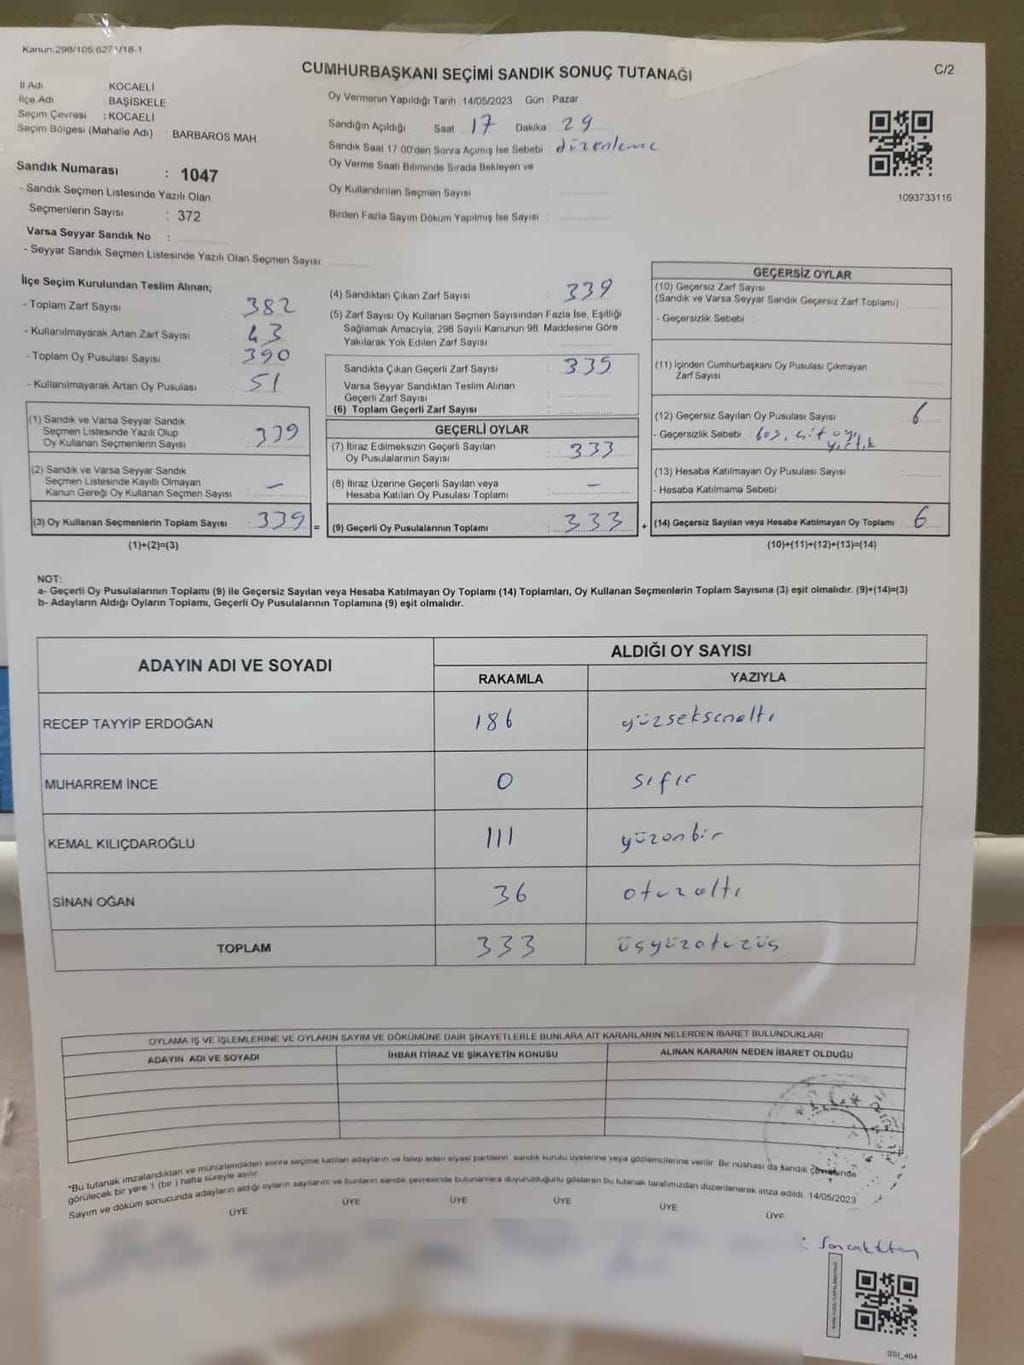 Kanun:298/105.6271/18-1
CUMHURBAŞKANI SEÇİMİ SANDIK SONUÇ TUTANAĞI
C/2
İl Adı KOCAELİ
İlçe Adı BAŞİSKELE
Seçim Çevresi : KOCAELİ
Seçim Bölgesi (Mahalle Adı) : BARBAROS MAH
Sandık Numarası : 1047
- Sandık Seçmen Listesinde Yazılı Olan
Seçmenlerin Sayısı : 372
Varsa Seyyar Sandık No :
- Seyyar Sandık Seçmen Listesinde Yazılı Olan Seçmen Sayısı:
Oy Vermenin Yapıldığı Tarih : 14/05/2023 Gün : Pazar
Sandığın Açıldığı Saat 17 Dakika 29
Sandık Saat 17:00'den Sonra Açmış İse Sebebi : düzenleme
Oy Verme Saati Bitiminde Sırada Bekleyen ve
Oy Kullandırılan Seçmen Sayısı :
Birden Fazla Sayım Döküm Yapılmış İse Sayısı :
1093733116
İlçe Seçim Kurulundan Teslim Alınan;
- Toplam Zarf Sayısı : 382
- Kullanılmayarak Artan Zarf Sayısı : 43
- Toplam Oy Pusulası Sayısı : 390
- Kullanılmayarak Artan Oy Pusulası : 51
(1) Sandık ve Varsa Seyyar Sandık
Seçmen Listesinde Yazılı Olup
Oy Kullanan Seçmenlerin Sayısı : 339
(2) Sandık ve Varsa Seyyar Sandık
Seçmen Listesinde Kayıtlı Olmayan
Kanun Gereği Oy Kullanan Seçmen Sayısı : -
(3) Oy Kullanan Seçmenlerin Toplam Sayısı : 339 =
(1)+(2)=(3)
(4) Sandıktan Çıkan Zarf Sayısı : 339
(5) Zarf Sayısı Oy Kullanan Seçmen Sayısından Fazla İse, Eşitliği
Sağlamak Amacıyla; 298 Sayılı Kanunun 98. Maddesine Göre
Yakılarak Yok Edilen Zarf Sayısı :
Sandıkta Çıkan Geçerli Zarf Sayısı : 339
Varsa Seyyar Sandıktan Teslim Alınan
Geçerli Zarf Sayısı :
(6) Toplam Geçerli Zarf Sayısı :
GEÇERLİ OYLAR
(7) İtiraz Edilmeksizin Geçerli Sayılan
Oy Pusulalarının Sayısı : 333
(8) İtiraz Üzerine Geçerli Sayılan veya
Hesaba Katılan Oy Pusulası Toplamı : -
(9) Geçerli Oy Pusulalarının Toplamı : 333 +
GEÇERSİZ OYLAR
(10) Geçersiz Zarf Sayısı
(Sandık ve Varsa Seyyar Sandık Geçersiz Zarf Toplamı)
- Geçersizlik Sebebi :
(11) İçinden Cumhurbaşkanı Oy Pusulası Çıkmayan
Zarf Sayısı
(12) Geçersiz Sayılan Oy Pusulası Sayısı : 6
- Geçersizlik Sebebi : boş, çift oy, yırtık
(13) Hesaba Katılmayan Oy Pusulası Sayısı :
- Hesaba Katılmama Sebebi :
(14) Geçersiz Sayılan veya Hesaba Katılmayan Oy Toplamı : 6
(10)+(11)+(12)+(13)=(14)
NOT:
a- Geçerli Oy Pusulalarının Toplamı (9) ile Geçersiz Sayılan veya Hesaba Katılmayan Oy Toplamı (14) Toplamları, Oy Kullanan Seçmenlerin Toplam Sayısına (3) eşit olmalıdır. (9)+(14)=(3)
b- Adayların Aldığı Oyların Toplamı, Geçerli Oy Pusulalarının Toplamına (9) eşit olmalıdır.
ADAYIN ADI VE SOYADI ALDIĞI OY SAYISI
RAKAMLA YAZIYLA
RECEP TAYYİP ERDOĞAN 186 yüzseksenaltı
MUHARREM İNCE 0 sıfır
KEMAL KILIÇDAROĞLU 111 yüzonbir
SİNAN OĞAN 36 otuzaltı
TOPLAM 333 üçyüzotuzüç
OYLAMA İŞ VE İŞLEMLERİNE VE OYLARIN SAYIM VE DÖKÜMÜNE DAİR ŞİKAYETLERLE BUNLARA AİT KARARLARIN NELERDEN İBARET BULUNDUKLARI
ADAYIN ADI VE SOYADI İHBAR İTİRAZ VE ŞİKAYETİN KONUSU ALINAN KARARIN NEDEN İBARET OLDUĞU
*Bu tutanak imzalandıktan ve mühürlendikten sonra seçime katılan adayların ve talep eden siyasi partilerin sandık kurulu üyelerine veya gözlemcilerine verilir. Bir nüshası da sandık çevresinde
görülecek bir yere 1 (bir) hafta süreyle asılır.
Sayım ve döküm sonucunda adayların aldığı oyların sayılarını ve bunların sandık çevresinde bulunanlara duyurulduğunu gösteren bu tutanak tarafımızdan düzenlenerek imza edildi. 14/05/2023
ÜYE ÜYE ÜYE ÜYE ÜYE ÜYE